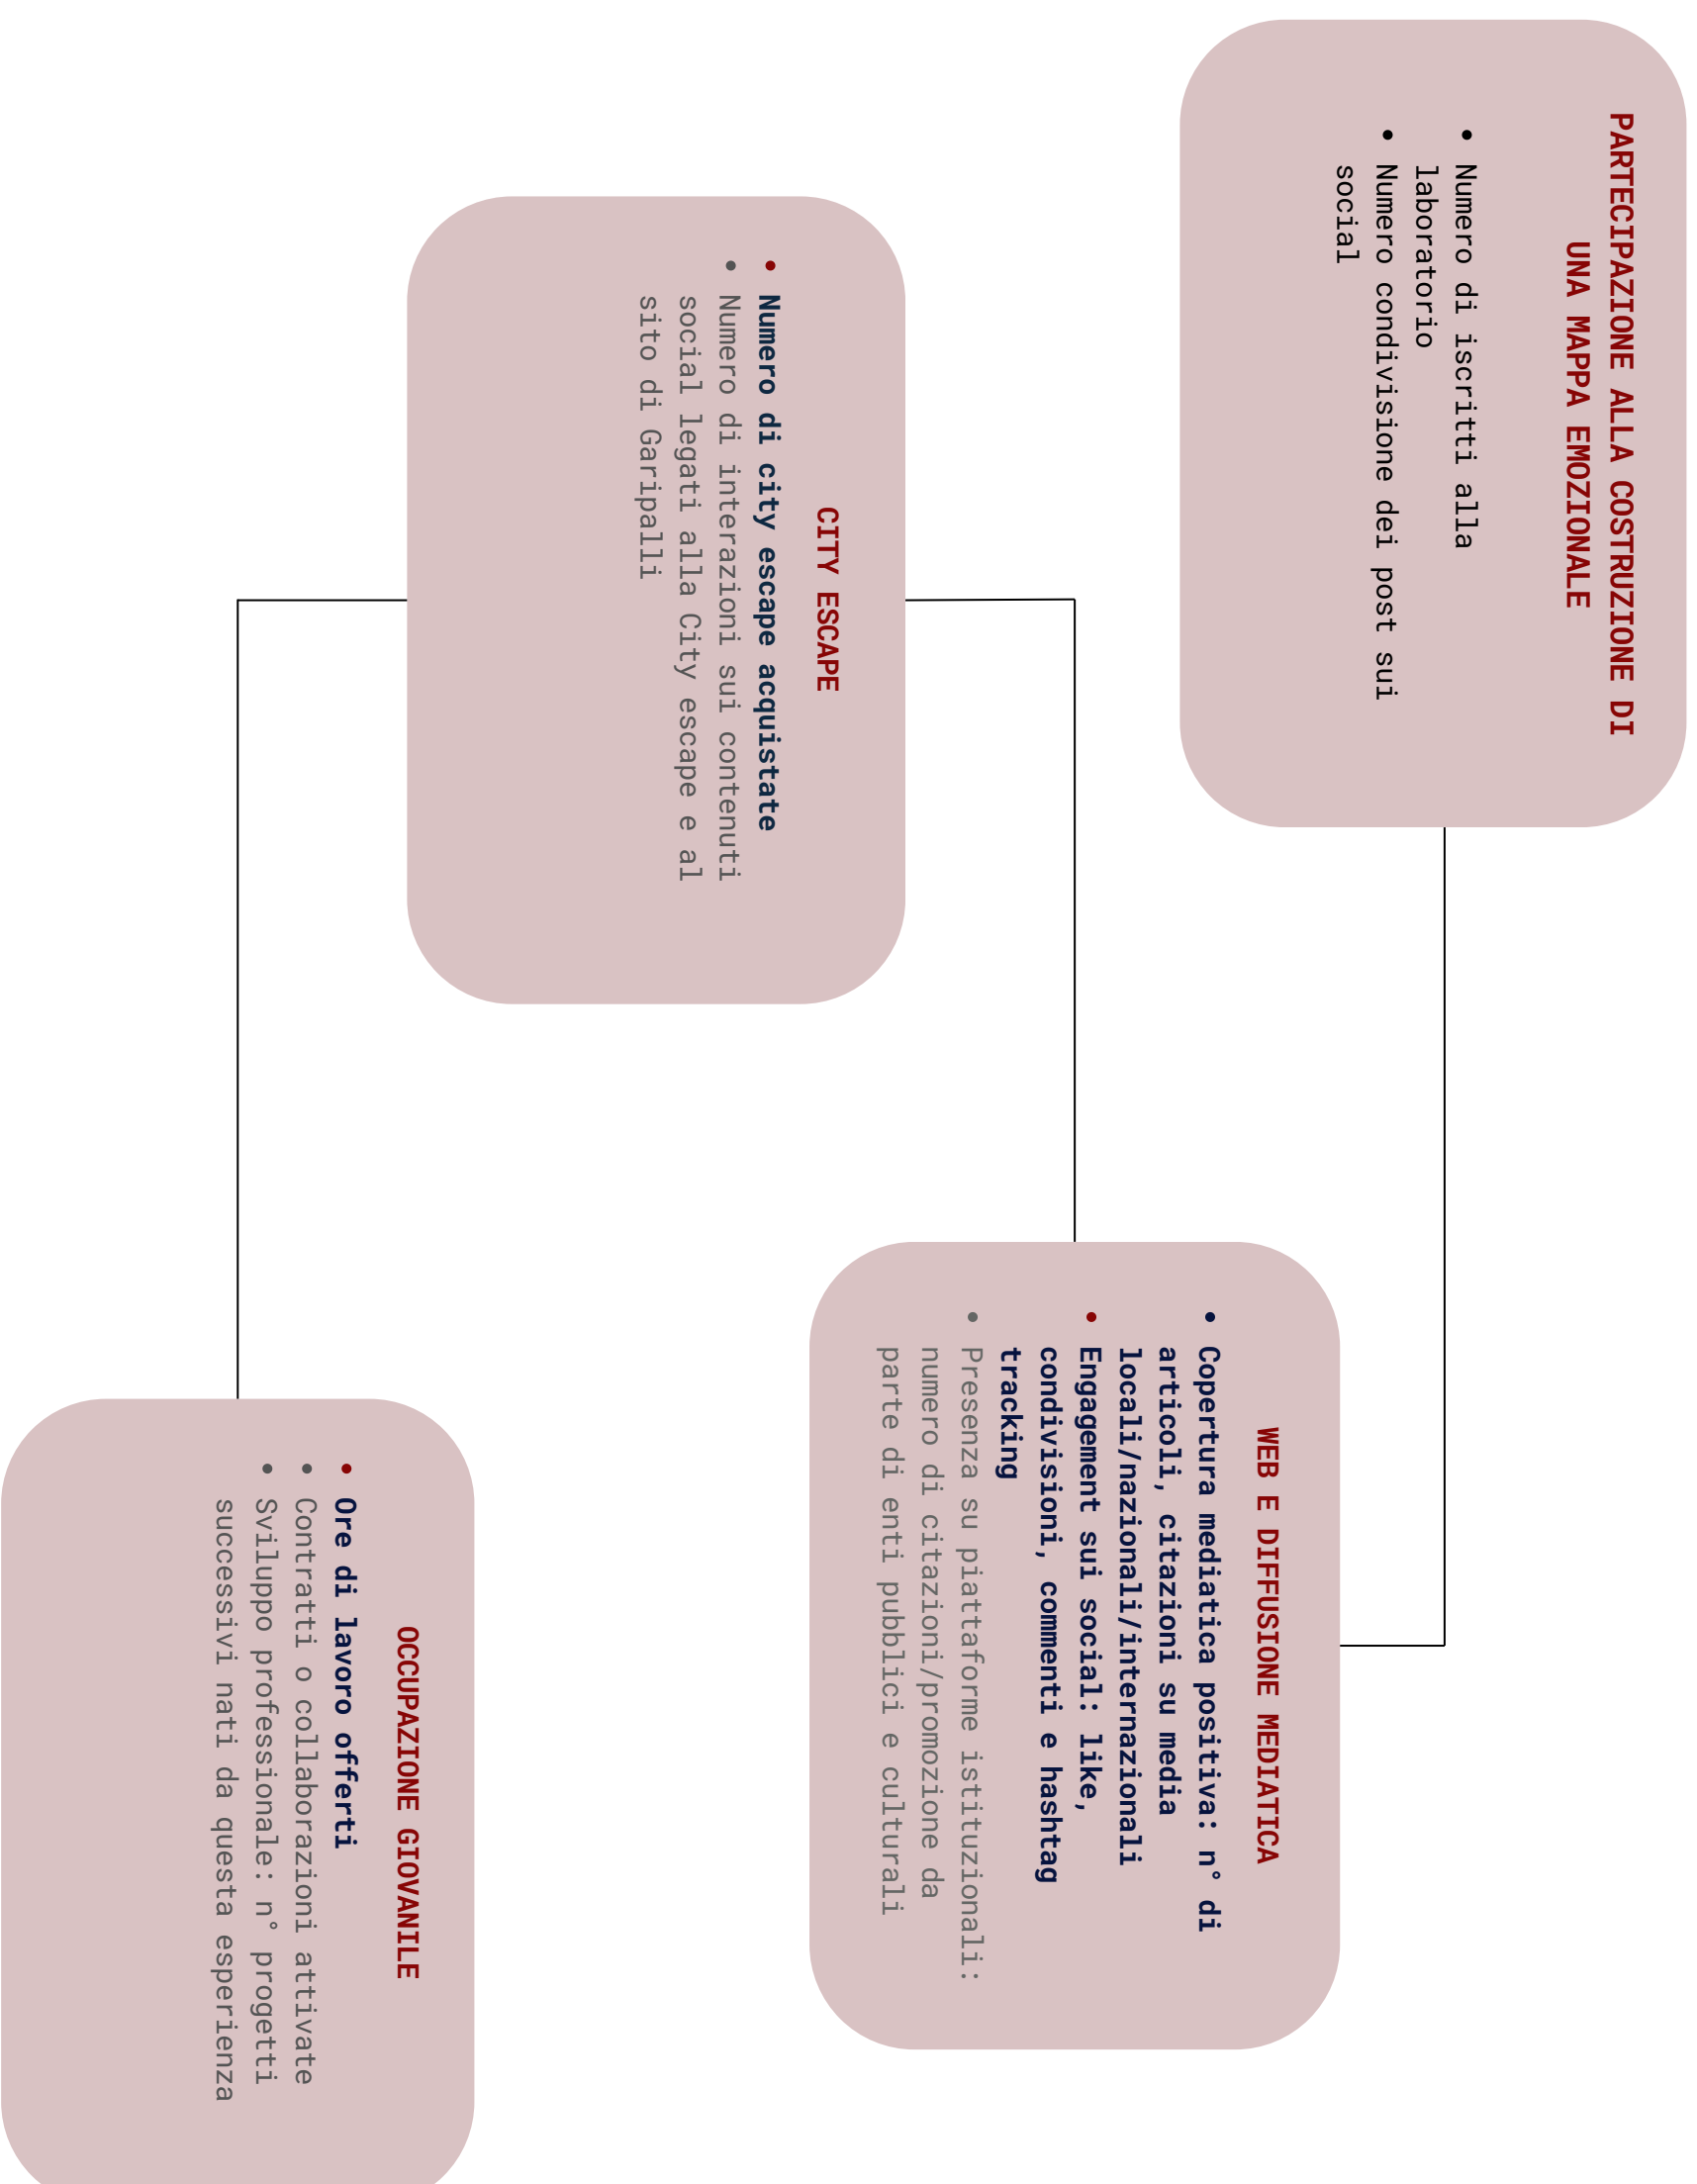 PARTECIPAZIONE ALLA COSTRUZIONE DI
UNA MAPPA EMOZIONALE
• Numero di iscritti alla
laboratorio
• Numero condivisione dei post sui
social
WEB E DIFFUSIONE MEDIATICA
• Copertura mediatica positiva: n° di
articoli, citazioni su media
locali/nazionali/internazionali
• Engagement sui social: like,
condivisioni, commenti e hashtag
tracking
• Presenza su piattaforme istituzionali:
numero di citazioni/promozione da
parte di enti pubblici e culturali
CITY ESCAPE
• Numero di city escape acquistate
• Numero di interazioni sui contenuti
social legati alla City escape e al
sito di Garipalli
OCCUPAZIONE GIOVANILE
• Ore di lavoro offerti
• Contratti o collaborazioni attivate
• Sviluppo professionale: n° progetti
successivi nati da questa esperienza